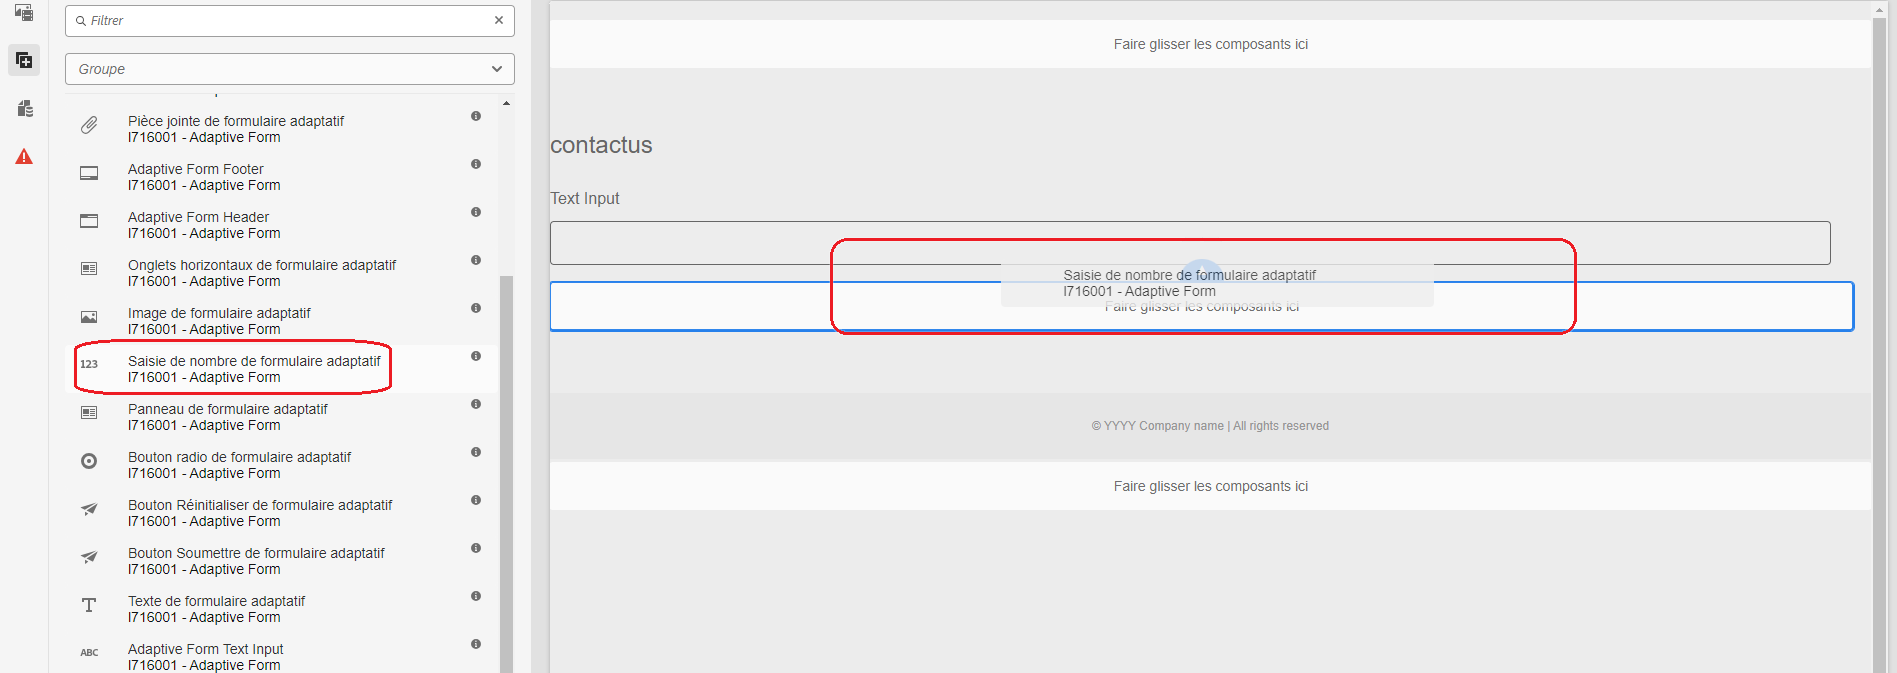 Filtrer
Groupe
Pièce jointe de formulaire adaptatif
I716001 - Adaptive Form
Adaptive Form Footer
I716001 - Adaptive Form
Adaptive Form Header
I716001 - Adaptive Form
Onglets horizontaux de formulaire adaptatif
I716001 - Adaptive Form
Image de formulaire adaptatif
I716001 - Adaptive Form
123
Saisie de nombre de formulaire adaptatif
I716001 - Adaptive Form
Panneau de formulaire adaptatif
I716001 - Adaptive Form
Bouton radio de formulaire adaptatif
I716001 - Adaptive Form
Bouton Réinitialiser de formulaire adaptatif
I716001 - Adaptive Form
Bouton Soumettre de formulaire adaptatif
I716001 - Adaptive Form
Texte de formulaire adaptatif
I716001 - Adaptive Form
ABC
Adaptive Form Text Input
I716001 - Adaptive Form
Faire glisser les composants ici
contactus
Text Input
Saisie de nombre de formulaire adaptatif
I716001 - Adaptive Form
Faire glisser les composants ici
© YYYY Company name | All rights reserved
Faire glisser les composants ici